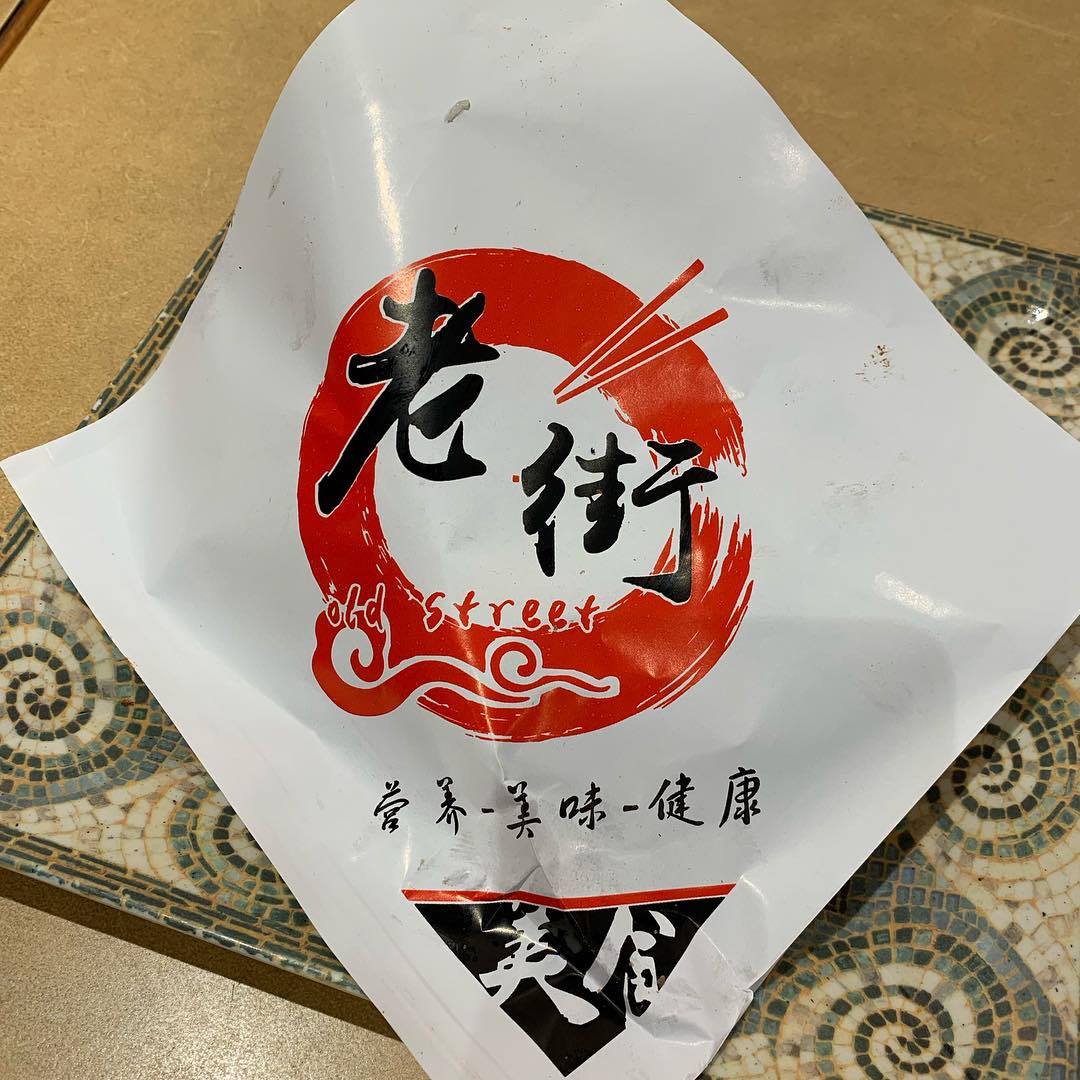 老街
old street
营养-美味-健康
美食